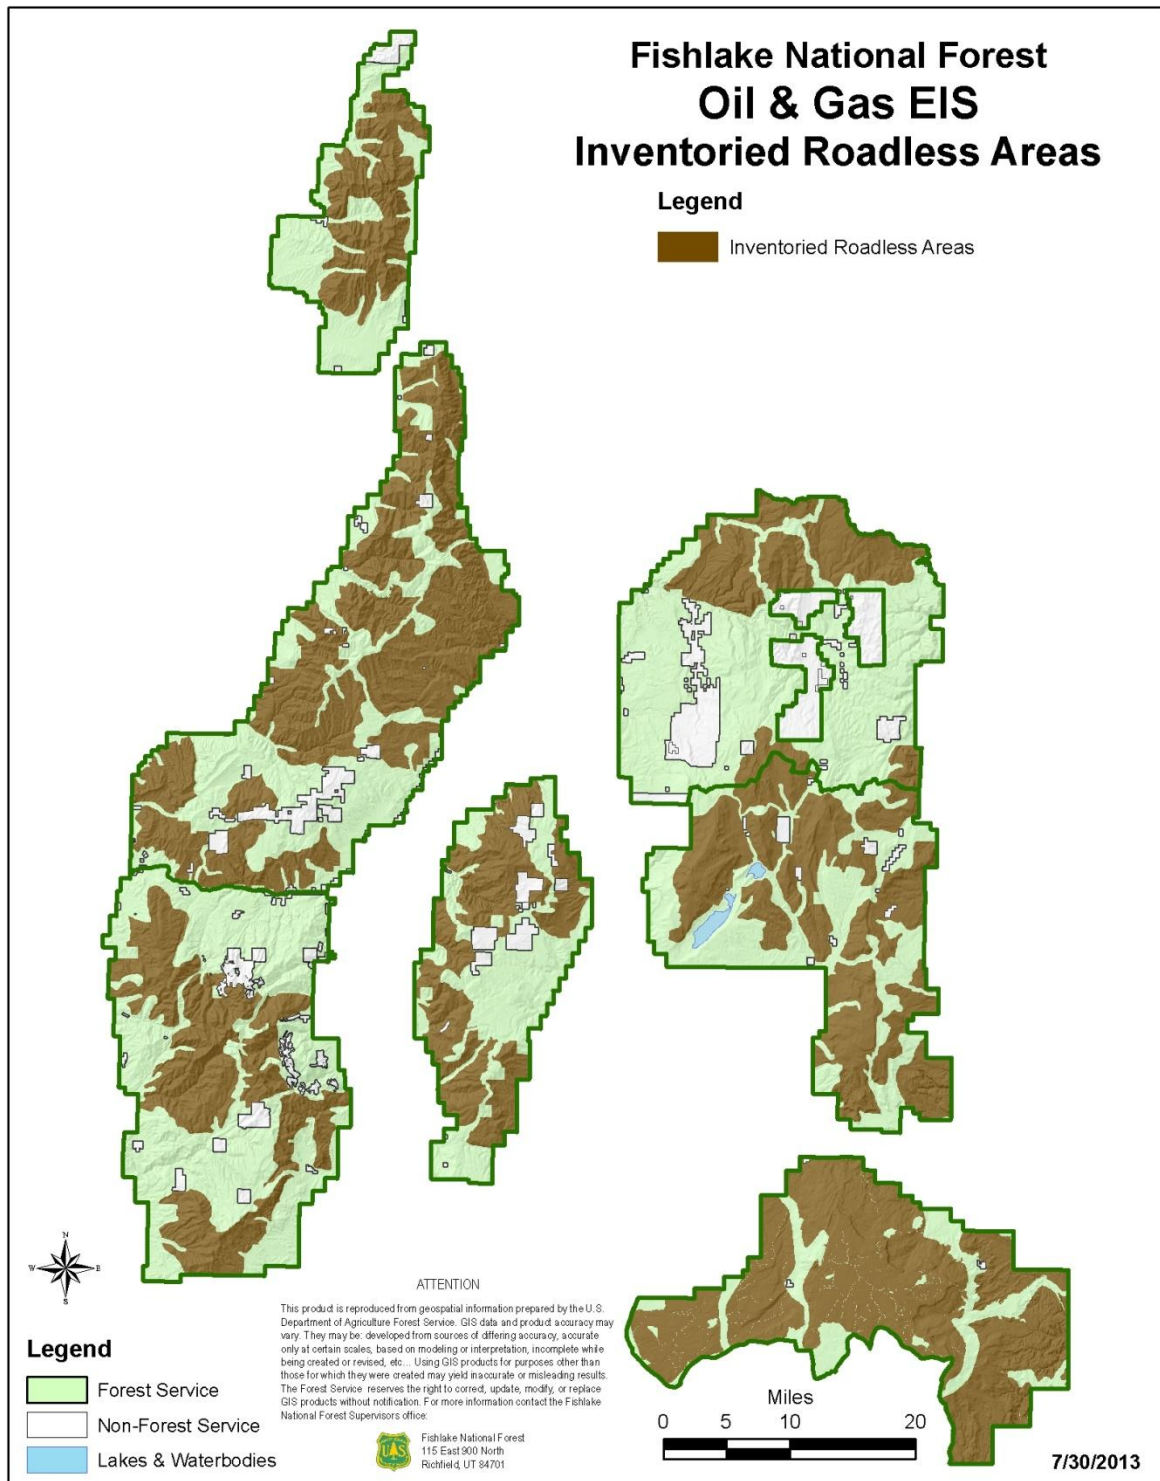 Fishlake National Forest
Oil & Gas EIS
Inventoried Roadless Areas
Legend
Inventoried Roadless Areas
N
W
E
S
ATTENTION
This product is reproduced from geospatial information prepared by the U.S.
Department of Agriculture Forest Service. GIS data and product accuracy may
vary. They may be: developed from sources of differing accuracy, accurate
only at certain scales, based on modeling or interpretation, incomplete while
being created or revised, etc... Using GIS products for purposes other than
those for which they were created may yield inaccurate or misleading results.
The Forest Service reserves the right to correct, update, modify, or replace
GIS products without notification. For more information contact the Fishlake
National Forest Supervisors office:
Fishlake National Forest
115 East 900 North
Richfield, UT 84701
Legend
Forest Service
Non-Forest Service
Lakes & Waterbodies
Miles
0 5 10 20
7/30/2013